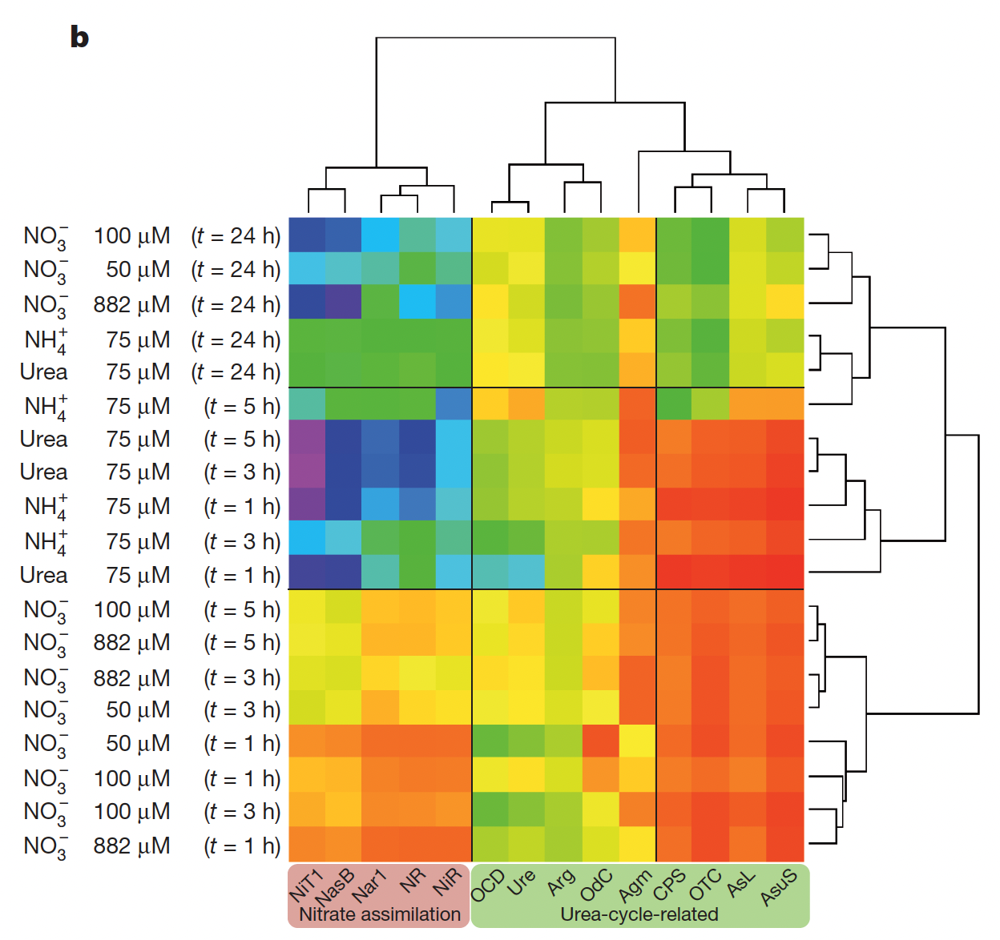 b
NO₃⁻ 100 µM (t = 24 h)
NO₃⁻ 50 µM (t = 24 h)
NO₃⁻ 882 µM (t = 24 h)
NH₄⁺ 75 µM (t = 24 h)
Urea 75 µM (t = 24 h)
NH₄⁺ 75 µM (t = 5 h)
Urea 75 µM (t = 5 h)
Urea 75 µM (t = 3 h)
NH₄⁺ 75 µM (t = 1 h)
NH₄⁺ 75 µM (t = 3 h)
Urea 75 µM (t = 1 h)
NO₃⁻ 100 µM (t = 5 h)
NO₃⁻ 882 µM (t = 5 h)
NO₃⁻ 882 µM (t = 3 h)
NO₃⁻ 50 µM (t = 3 h)
NO₃⁻ 50 µM (t = 1 h)
NO₃⁻ 100 µM (t = 1 h)
NO₃⁻ 100 µM (t = 3 h)
NO₃⁻ 882 µM (t = 1 h)
NiT1 NasB Nar1 NR NiR OCD Ure Arg OdC Agm CPS OTC AsL AsuS
Nitrate assimilation Urea-cycle-related